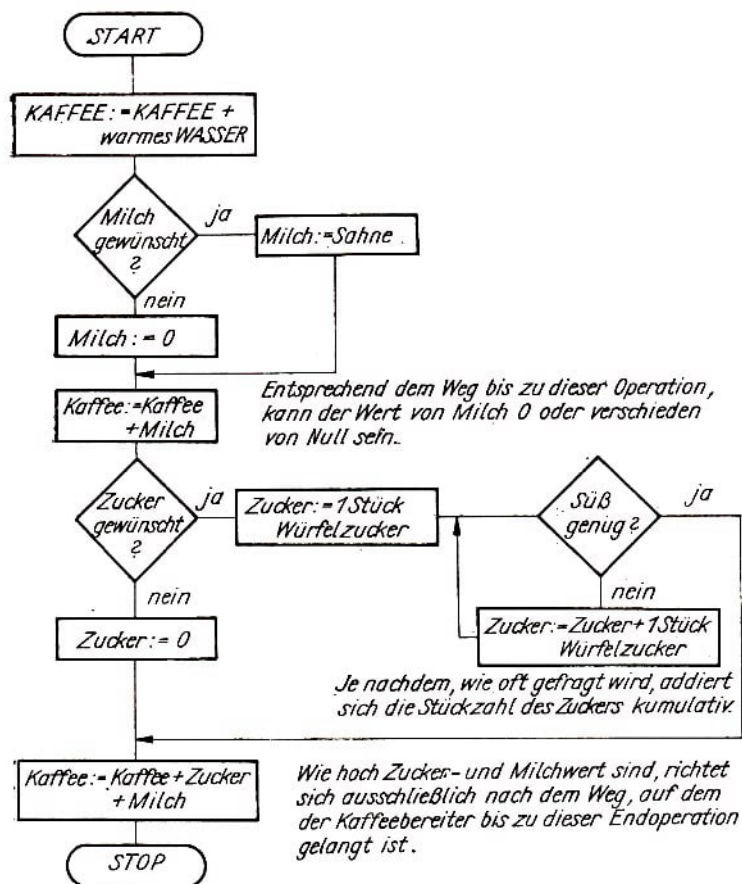 START
KAFFEE:=KAFFEE +
warmes WASSER
Milch
gewünscht
?
ja
Milch:=Sahne
nein
Milch:=0
Kaffee:=Kaffee
+Milch
Entsprechend dem Weg bis zu dieser Operation,
kann der Wert von Milch 0 oder verschieden
von Null sein.
Zucker
gewünscht
?
ja
Zucker:=1Stück
Würfelzucker
Süß
genug?
ja
nein
nein
Zucker:=0
Zucker:=Zucker+1Stück
Würfelzucker
Je nachdem, wie oft gefragt wird, addiert
sich die Stückzahl des Zuckers kumulativ.
Kaffee:=Kaffee+Zucker
+Milch
Wie hoch Zucker- und Milchwert sind, richtet
sich ausschließlich nach dem Weg, auf dem
der Kaffeebereiter bis zu dieser Endoperation
gelangt ist.
STOP